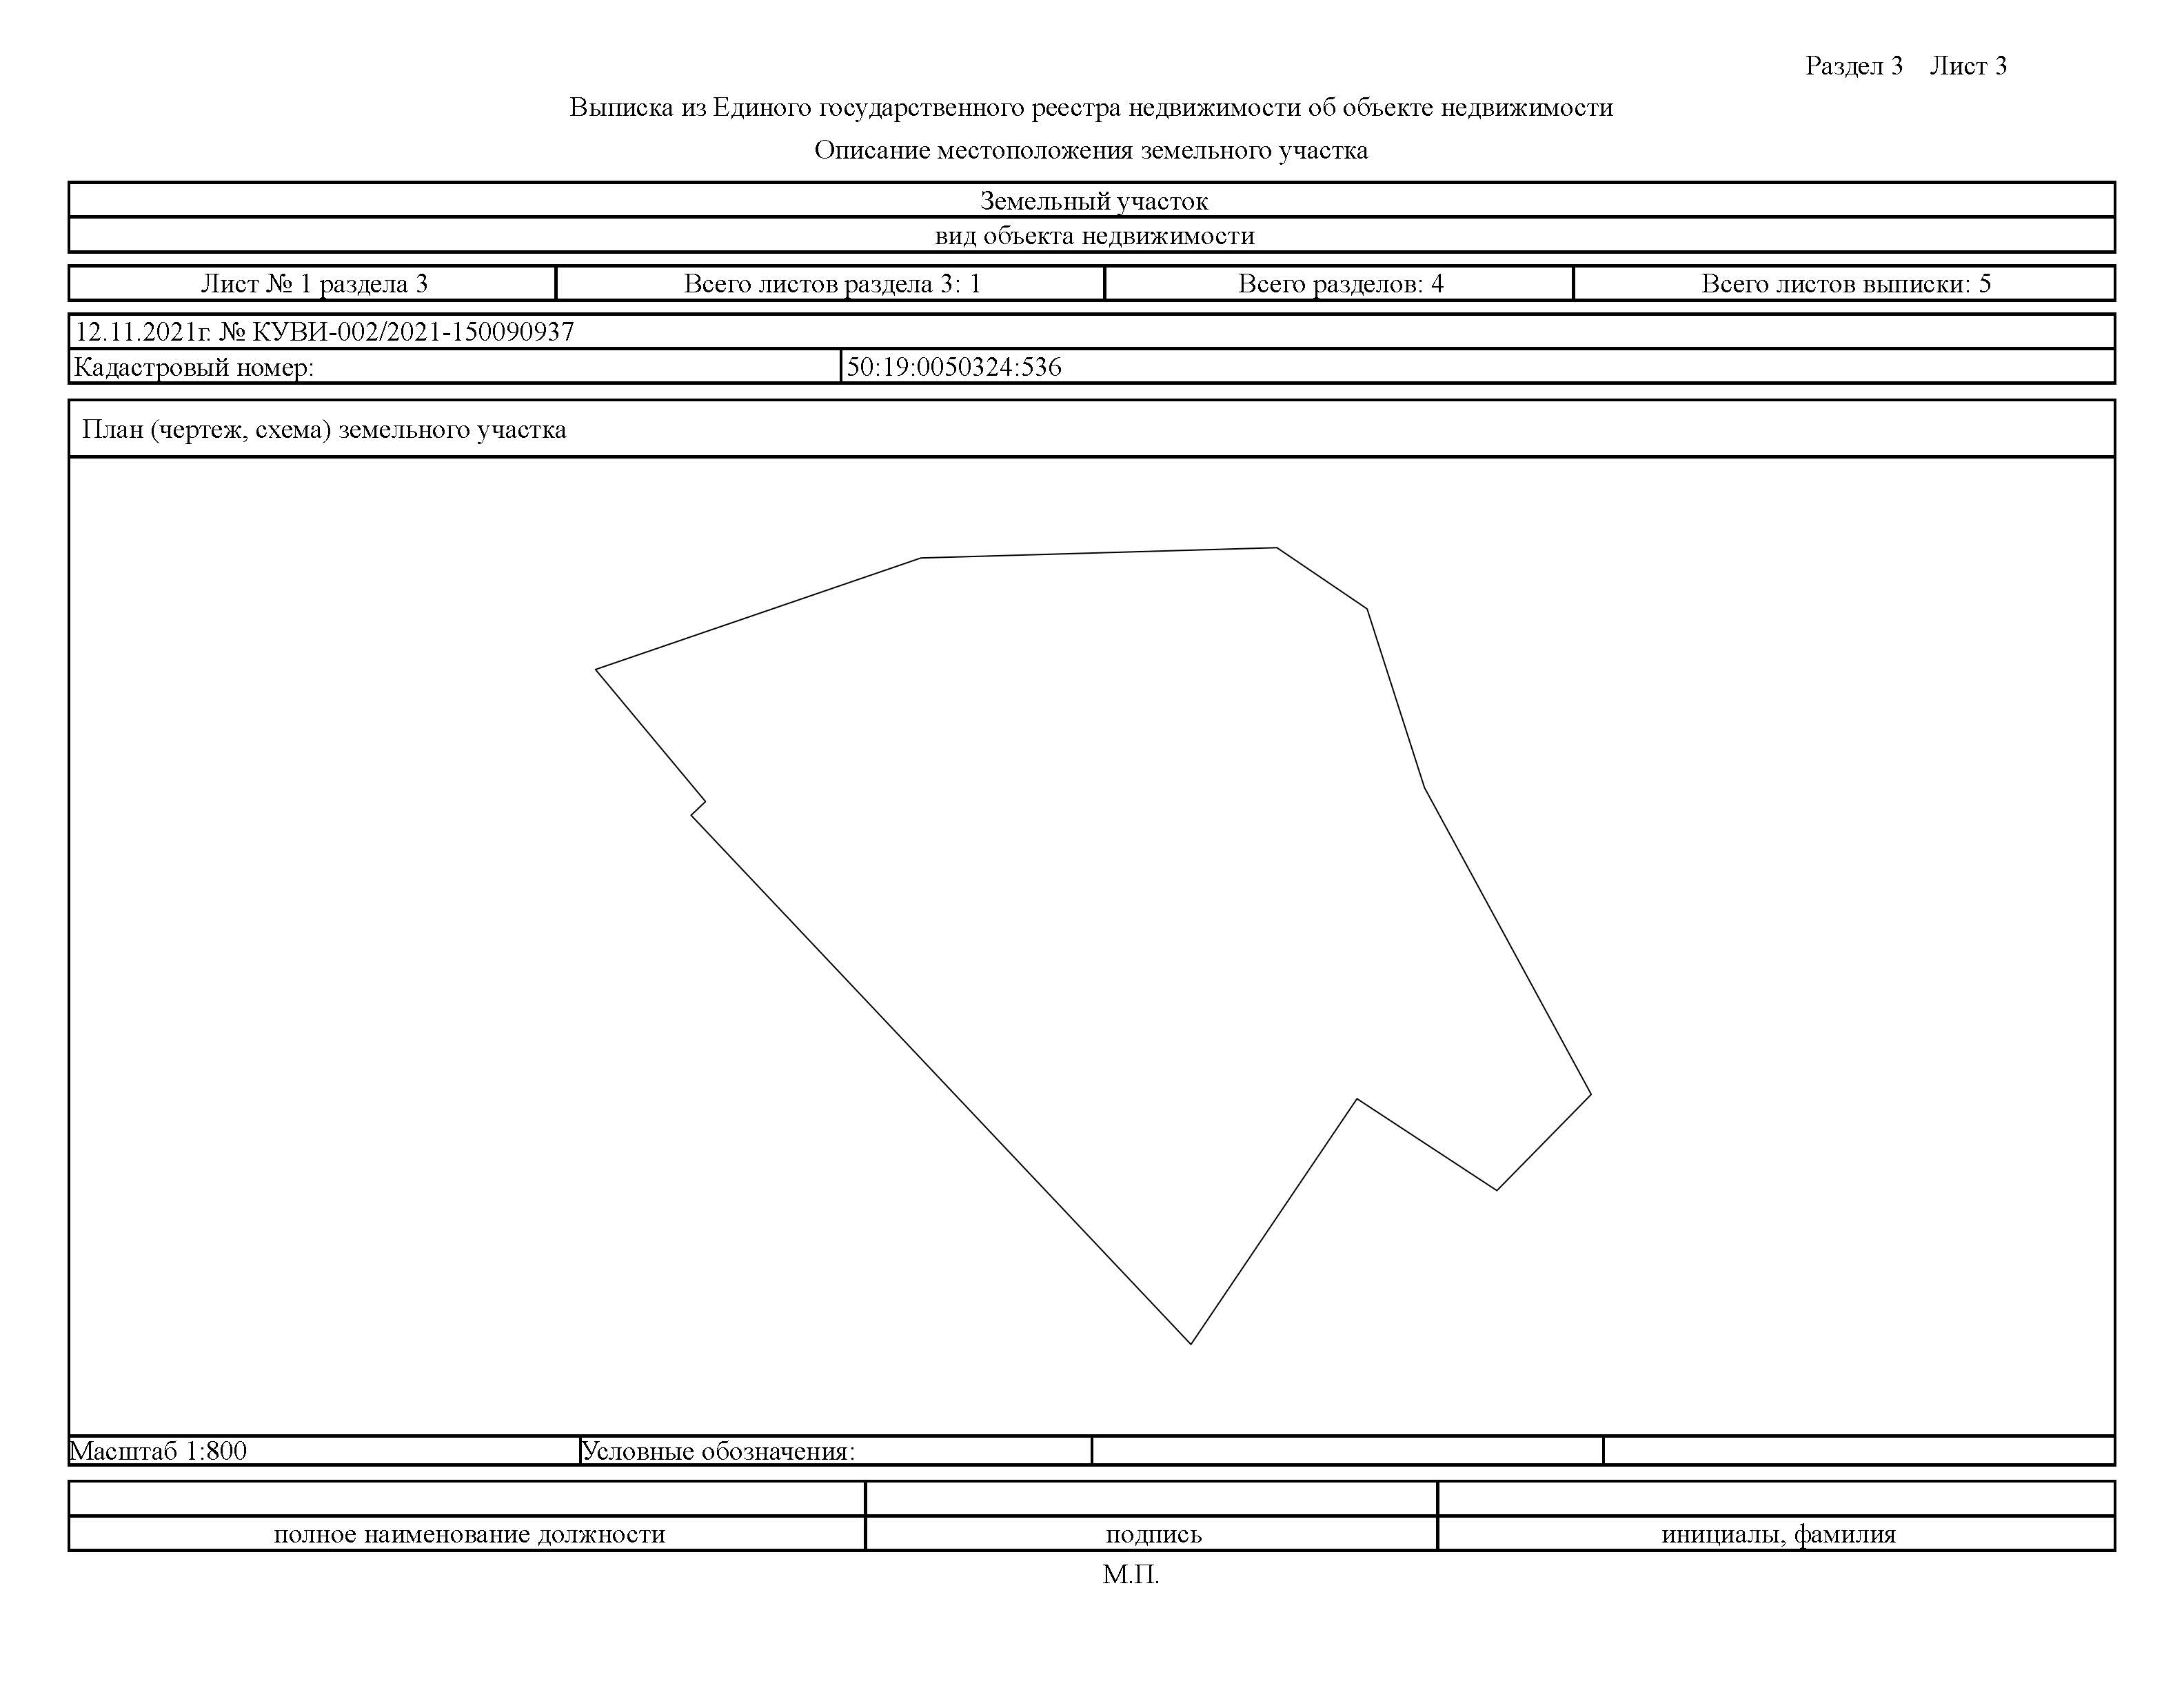 Раздел 3 Лист 3
Выписка из Единого государственного реестра недвижимости об объекте недвижимости
Описание местоположения земельного участка
Земельный участок
вид объекта недвижимости
Лист № 1 раздела 3 Всего листов раздела 3: 1 Всего разделов: 4 Всего листов выписки: 5
12.11.2021г. № КУВИ-002/2021-150090937
Кадастровый номер: 50:19:0050324:536
План (чертеж, схема) земельного участка
Масштаб 1:800 Условные обозначения:
полное наименование должности подпись инициалы, фамилия
М.П.